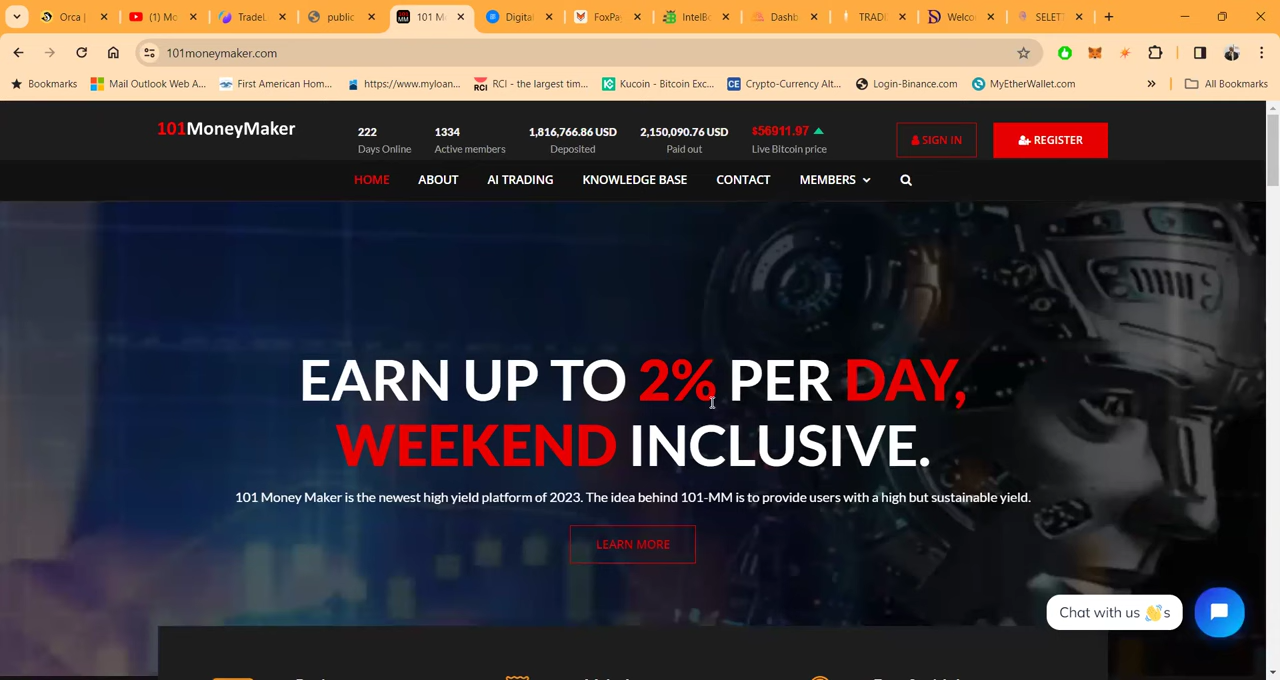 Orca |
(1) Mo
TradeL
public
101 M
Digital
FoxPa
IntelBo
Dashb
TRADE
Welco
SELET
101moneymaker.com
Bookmarks
Mail Outlook Web A...
First American Hom...
https://www.myloan...
RCI - the largest tim...
Kucoin - Bitcoin Exc...
Crypto-Currency Alt...
Login-Binance.com
MyEtherWallet.com
All Bookmarks
101MoneyMaker
222
Days Online
1334
Active members
1,816,766.86 USD
Deposited
2,150,090.76 USD
Paid out
$56911.97
Live Bitcoin price
SIGN IN
REGISTER
HOME
ABOUT
AI TRADING
KNOWLEDGE BASE
CONTACT
MEMBERS
EARN UP TO 2% PER DAY,
WEEKEND INCLUSIVE.
101 Money Maker is the newest high yield platform of 2023. The idea behind 101-MM is to provide users with a high but sustainable yield.
LEARN MORE
Chat with us 👋s